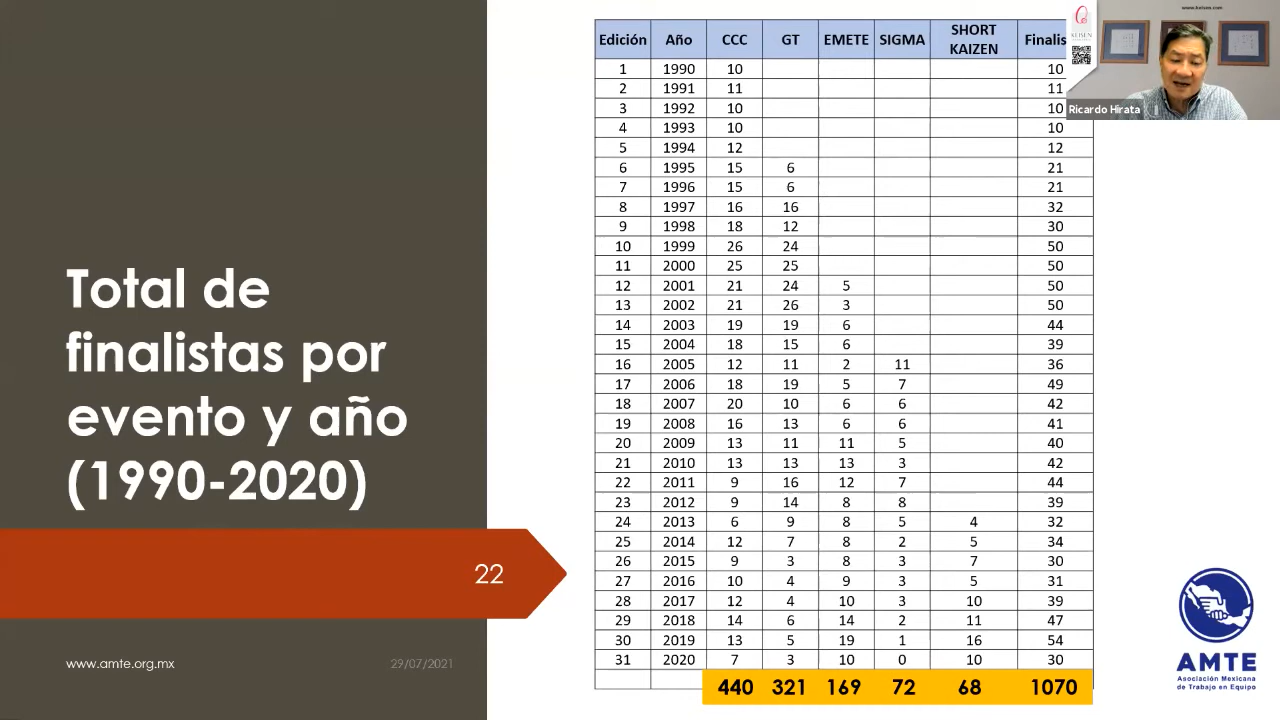 Total de
finalistas por
evento y año
(1990-2020)
22
www.amte.org.mx
29/07/2021
Edición Año CCC GT EMETE SIGMA SHORT KAIZEN Finalis
1 1990 10 10
2 1991 11 11
3 1992 10 10
4 1993 10 10
5 1994 12 12
6 1995 15 6 21
7 1996 15 6 21
8 1997 16 16 32
9 1998 18 12 30
10 1999 26 24 50
11 2000 25 25 50
12 2001 21 24 5 50
13 2002 21 26 3 50
14 2003 19 19 6 44
15 2004 18 15 6 39
16 2005 12 11 2 11 36
17 2006 18 19 5 7 49
18 2007 20 10 6 6 42
19 2008 16 13 6 6 41
20 2009 13 11 11 5 40
21 2010 13 13 13 3 42
22 2011 9 16 12 7 44
23 2012 9 14 8 8 39
24 2013 6 9 8 5 4 32
25 2014 12 7 8 2 5 34
26 2015 9 3 8 3 7 30
27 2016 10 4 9 3 5 31
28 2017 12 4 10 3 10 39
29 2018 14 6 14 2 11 47
30 2019 13 5 19 1 16 54
31 2020 7 3 10 0 10 30
440 321 169 72 68 1070
www.keisen.com
KEISEN
Ricardo Hirata
AMTE
Asociación Mexicana
de Trabajo en Equipo